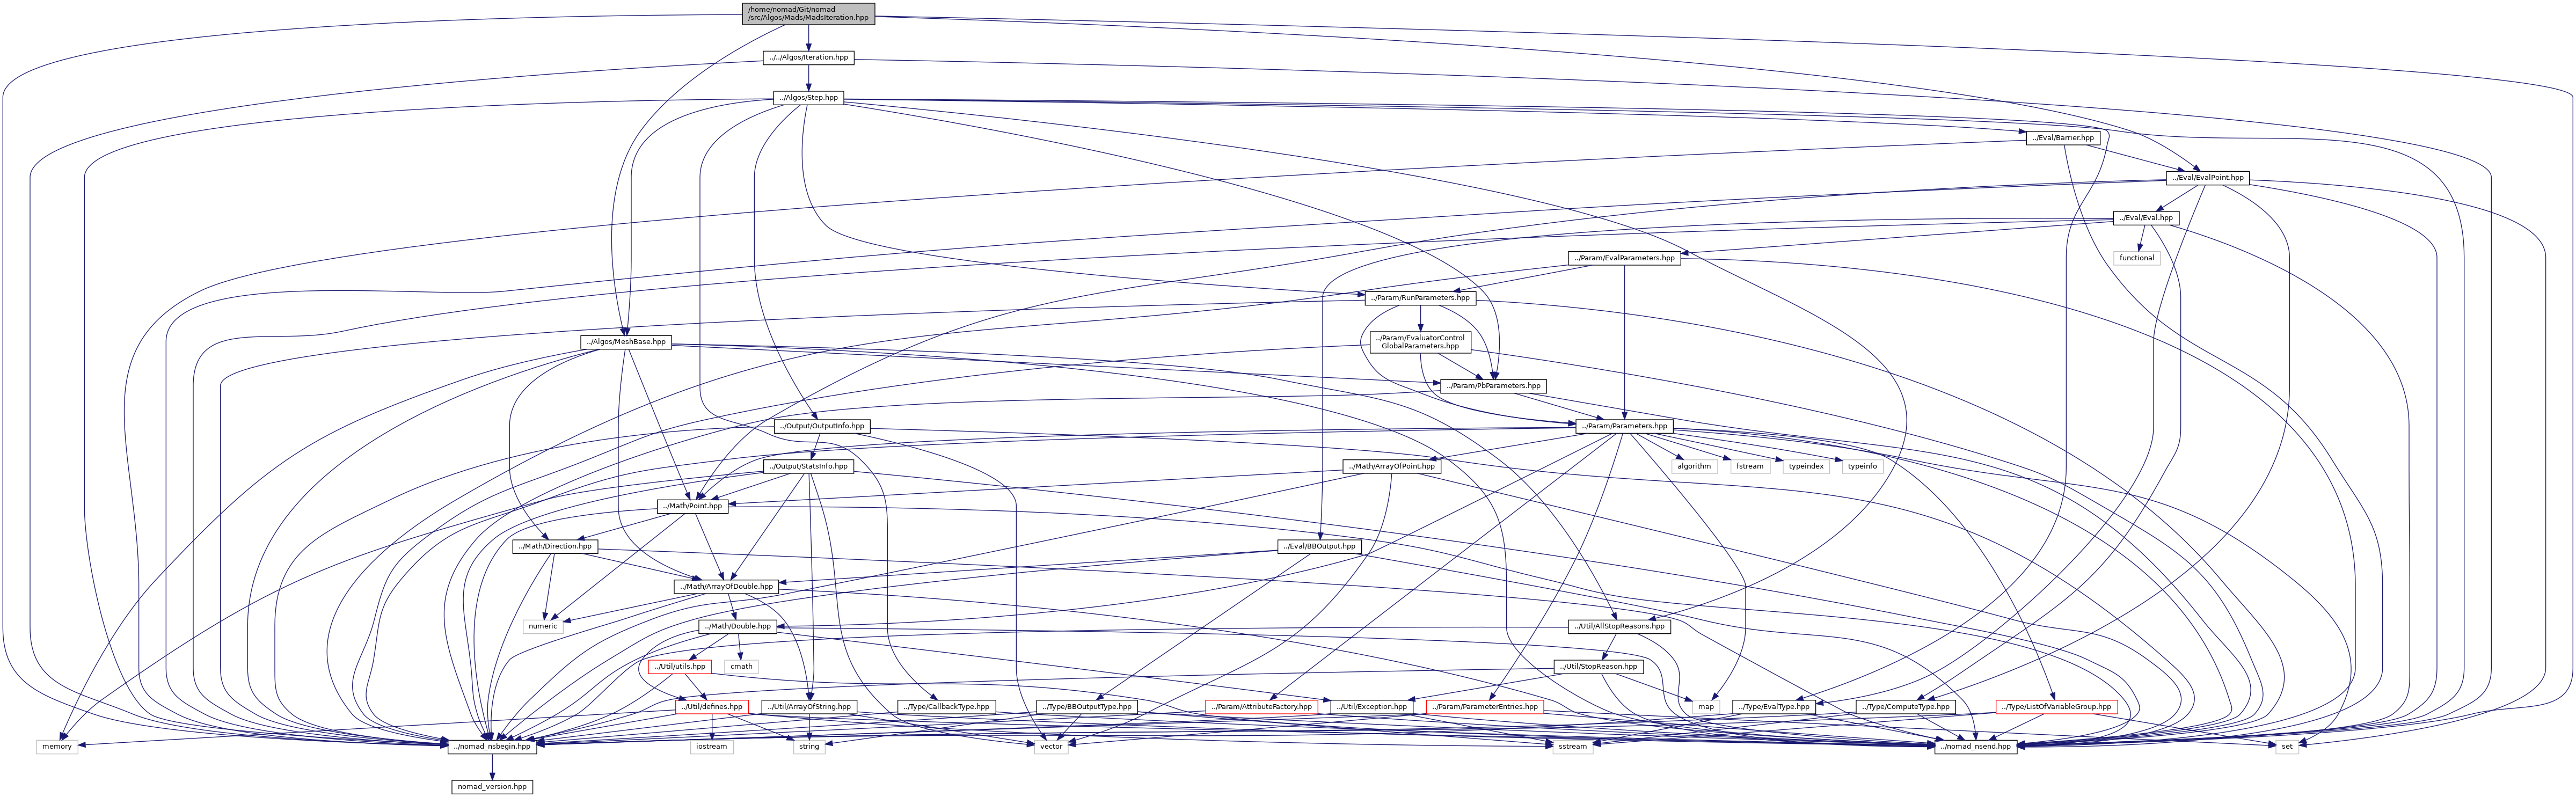 /home/nomad/Git/nomad
/src/Algos/Mads/MadsIteration.hpp
../../Algos/Iteration.hpp
../Algos/Step.hpp
../Eval/Barrier.hpp
../Eval/EvalPoint.hpp
../Eval/Eval.hpp
../Param/EvalParameters.hpp
functional
../Param/RunParameters.hpp
../Algos/MeshBase.hpp
../Param/EvaluatorControl
GlobalParameters.hpp
../Param/PbParameters.hpp
../Output/OutputInfo.hpp
../Param/Parameters.hpp
../Output/StatsInfo.hpp
../Math/ArrayOfPoint.hpp
algorithm
fstream
typeindex
typeinfo
../Math/Point.hpp
../Math/Direction.hpp
../Eval/BBOutput.hpp
../Math/ArrayOfDouble.hpp
numeric
../Math/Double.hpp
../Util/AllStopReasons.hpp
../Util/utils.hpp
cmath
../Util/StopReason.hpp
../Util/defines.hpp
../Util/ArrayOfString.hpp
../Type/CallbackType.hpp
../Type/BBOutputType.hpp
../Param/AttributeFactory.hpp
../Util/Exception.hpp
../Param/ParameterEntries.hpp
map
../Type/EvalType.hpp
../Type/ComputeType.hpp
../Type/ListOfVariableGroup.hpp
memory
../nomad_nsbegin.hpp
iostream
string
vector
sstream
../nomad_nsend.hpp
set
nomad_version.hpp